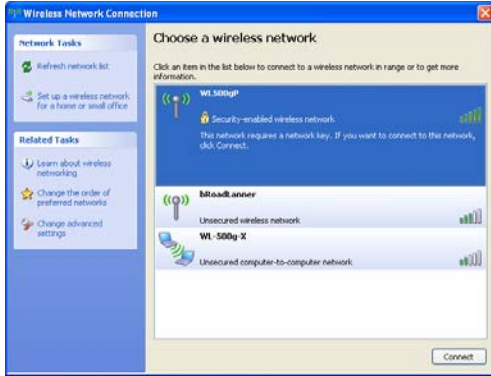 Wireless Network Connection
Network Tasks
Refresh network list
Set up a wireless network
for a home or small office
Related Tasks
Learn about wireless
networking
Change the order of
preferred networks
Change advanced
settings
Choose a wireless network
Click an item in the list below to connect to a wireless network in range or to get more
information.
WL500gP
Security-enabled wireless network
This network requires a network key. If you want to connect to this network,
click Connect.
bRoadLanner
Unsecured wireless network
WL-500g-X
Unsecured computer-to-computer network
Connect